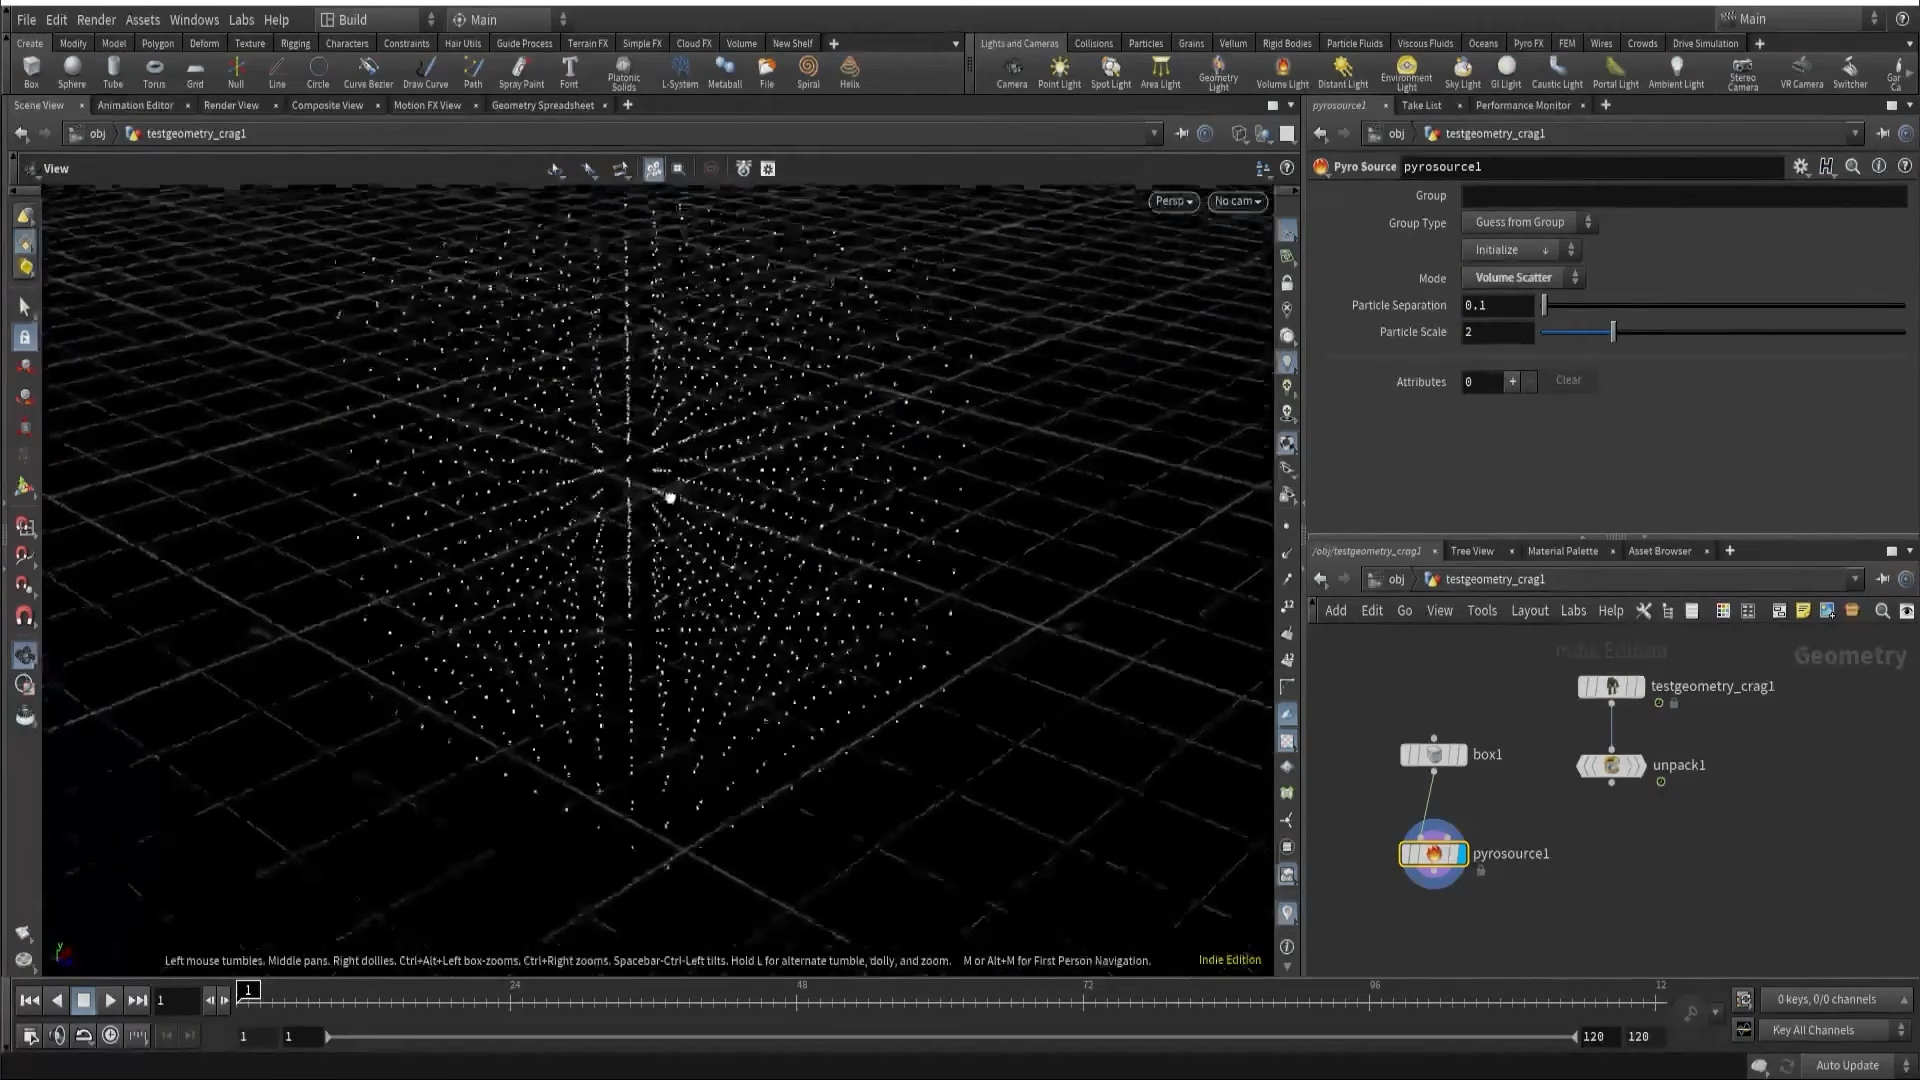 File Edit Render Assets Windows Labs Help Build Main Main
Create Modify Model Polygon Deform Texture Rigging Characters Constraints Hair Utils Guide Process Terrain FX Simple FX Cloud FX Volume New Shelf
Lights and Cameras Collisions Particles Grains Vellum Rigid Bodies Particle Fluids Viscous Fluids Oceans Pyro FX FEM Wires Crowds Drive Simulation
Box Sphere Tube Torus Grid Null Line Circle Curve Bezier Draw Curve Path Spray Paint Font Platonic Solids L-System Metaball File Spiral Helix
Camera Point Light Spot Light Area Light Geometry Light Volume Light Distant Light Environment Light Sky Light GI Light Caustic Light Portal Light Ambient Light Stereo Camera VR Camera Switcher Gar Ca
Scene View Animation Editor Render View Composite View Motion FX View Geometry Spreadsheet
pyrosource1 Take List Performance Monitor
obj testgeometry_crag1
obj testgeometry_crag1
View
Persp No cam
Pyro Source pyrosource1
Group
Group Type Guess from Group
Initialize
Mode Volume Scatter
Particle Separation 0.1
Particle Scale 2
Attributes 0 + Clear
/obj/testgeometry_crag1 Tree View Material Palette Asset Browser
obj testgeometry_crag1
Add Edit Go View Tools Layout Labs Help
Indie Edition Geometry
testgeometry_crag1
box1
unpack1
pyrosource1
12
12
y
Left mouse tumbles. Middle pans. Right dollies. Ctrl+Alt+Left box-zooms. Ctrl+Right zooms. Spacebar-Ctrl-Left tilts. Hold L for alternate tumble, dolly, and zoom. M or Alt+M for First Person Navigation.
Indie Edition
1 1 24 48 72 96 12
0 keys, 0/0 channels
1 1 120 120
Key All Channels
Auto Update